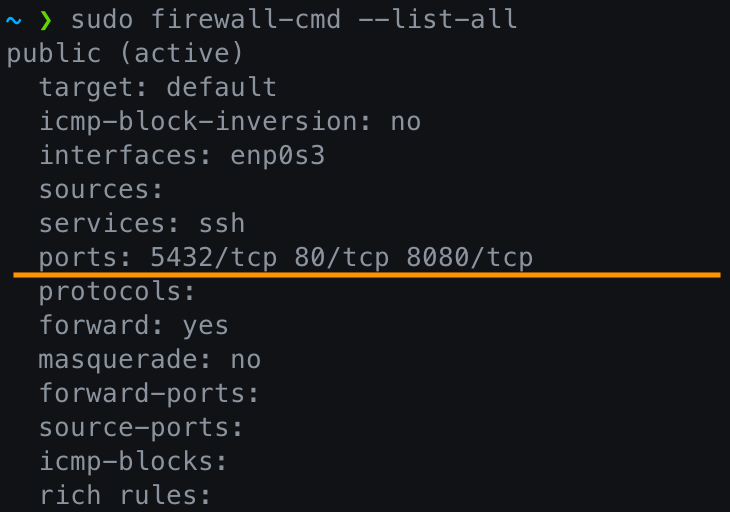 ~ ❯ sudo firewall-cmd --list-all
public (active)
  target: default
  icmp-block-inversion: no
  interfaces: enp0s3
  sources:
  services: ssh
  ports: 5432/tcp 80/tcp 8080/tcp
  protocols:
  forward: yes
  masquerade: no
  forward-ports:
  source-ports:
  icmp-blocks:
  rich rules: